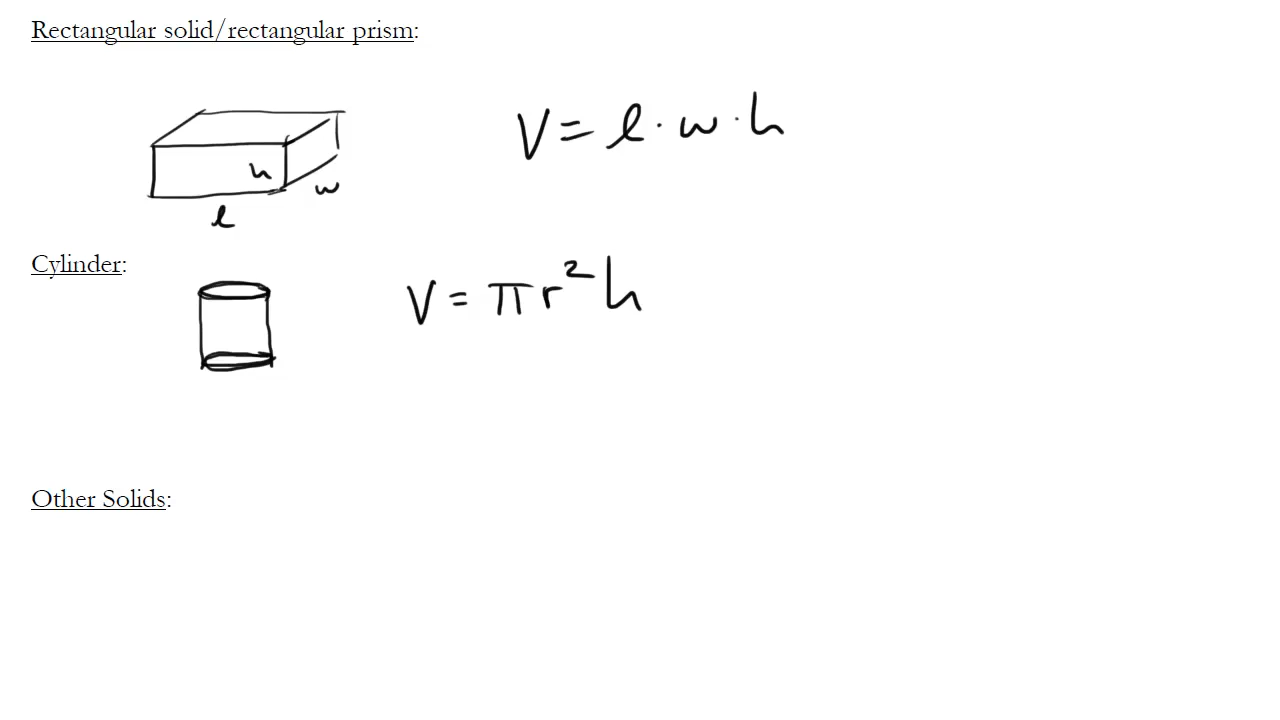 Rectangular solid/rectangular prism:
V = l · w · h
h
w
l
Cylinder:
V = πr²h
Other Solids: